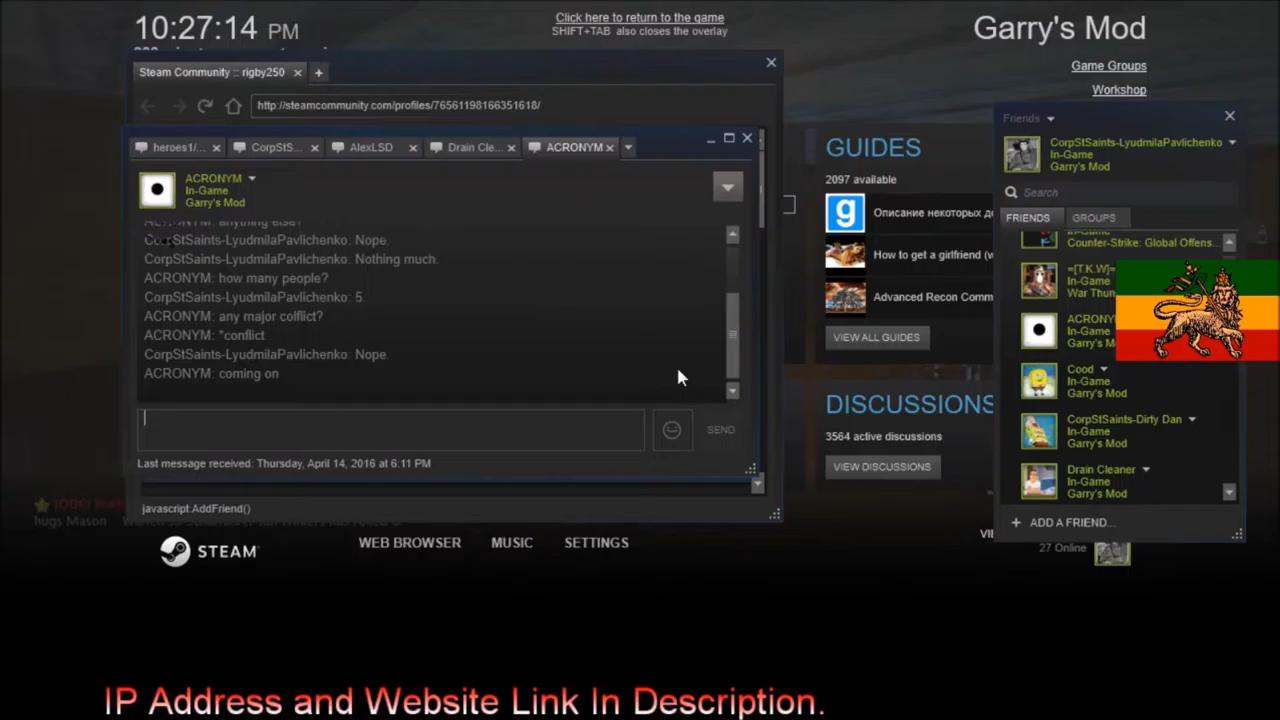 10:27:14 PM
Click here to return to the game
SHIFT+TAB also closes the overlay
Garry's Mod
Game Groups
Workshop
Steam Community :: rigby250
http://steamcommunity.com/profiles/76561198166351618/
heroes1/...
CorpStS...
AlexLSD
Drain Cle...
ACRONYM
ACRONYM
In-Game
Garry's Mod
ACRONYM: anything else?
CorpStSaints-LyudmilaPavlichenko: Nope.
CorpStSaints-LyudmilaPavlichenko: Nothing much.
ACRONYM: how many people?
CorpStSaints-LyudmilaPavlichenko: 5.
ACRONYM: any major colflict?
ACRONYM: *conflict
CorpStSaints-LyudmilaPavlichenko: Nope.
ACRONYM: coming on
SEND
Last message received: Thursday, April 14, 2016 at 6:11 PM
javascript:AddFriend()
hugs Mason
STEAM
WEB BROWSER
MUSIC
SETTINGS
GUIDES
2097 available
g
Описание некоторых
How to get a girlfriend
Advanced Recon Comm
VIEW ALL GUIDES
DISCUSSIONS
3564 active discussions
VIEW DISCUSSIONS
Friends
CorpStSaints-LyudmilaPavlichenko
In-Game
Garry's Mod
Search
FRIENDS
GROUPS
In-Game
Counter-Strike: Global Offens...
=[T.K.W]=
In-Game
War Thun
ACRONY
In-Game
Garry's M
Cood
In-Game
Garry's Mod
CorpStSaints-Dirty Dan
In-Game
Garry's Mod
Drain Cleaner
In-Game
Garry's Mod
+ ADD A FRIEND...
27 Online
IP Address and Website Link In Description.